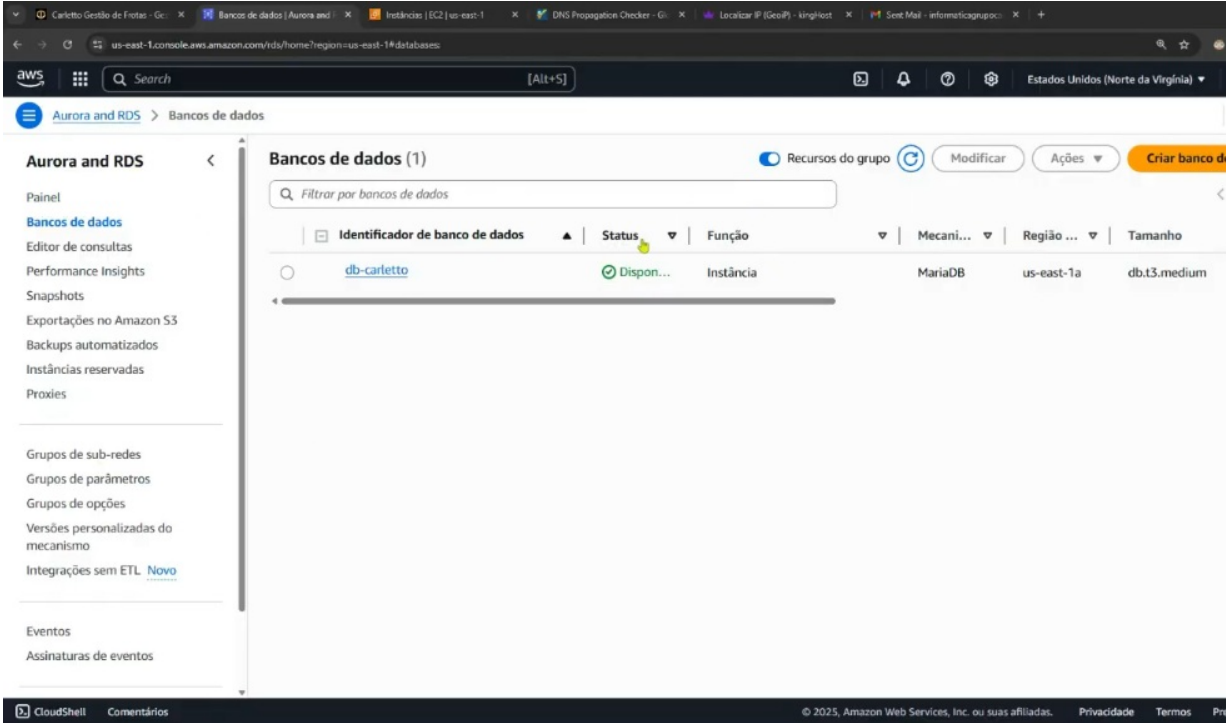 Carletto Gestão de Frotas - Ge
Bancos de dados | Aurora and
Instâncias | EC2 | us-east-1
DNS Propagation Checker - Gl
Localizar IP (GeoIP) - kingHost
Sent Mail - informaticagrupoc
us-east-1.console.aws.amazon.com/rds/home?region=us-east-1#databases:
aws
Search
[Alt+S]
Estados Unidos (Norte da Virgínia)
Aurora and RDS > Bancos de dados
Aurora and RDS
Painel
Bancos de dados
Editor de consultas
Performance Insights
Snapshots
Exportações no Amazon S3
Backups automatizados
Instâncias reservadas
Proxies
Grupos de sub-redes
Grupos de parâmetros
Grupos de opções
Versões personalizadas do
mecanismo
Integrações sem ETL Novo
Eventos
Assinaturas de eventos
Bancos de dados (1)
Recursos do grupo
Modificar
Ações
Criar banco d
Filtrar por bancos de dados
Identificador de banco de dados
Status
Função
Mecani...
Região ...
Tamanho
db-carletto
Dispon...
Instância
MariaDB
us-east-1a
db.t3.medium
CloudShell
Comentários
© 2025, Amazon Web Services, Inc. ou suas afiliadas.
Privacidade
Termos